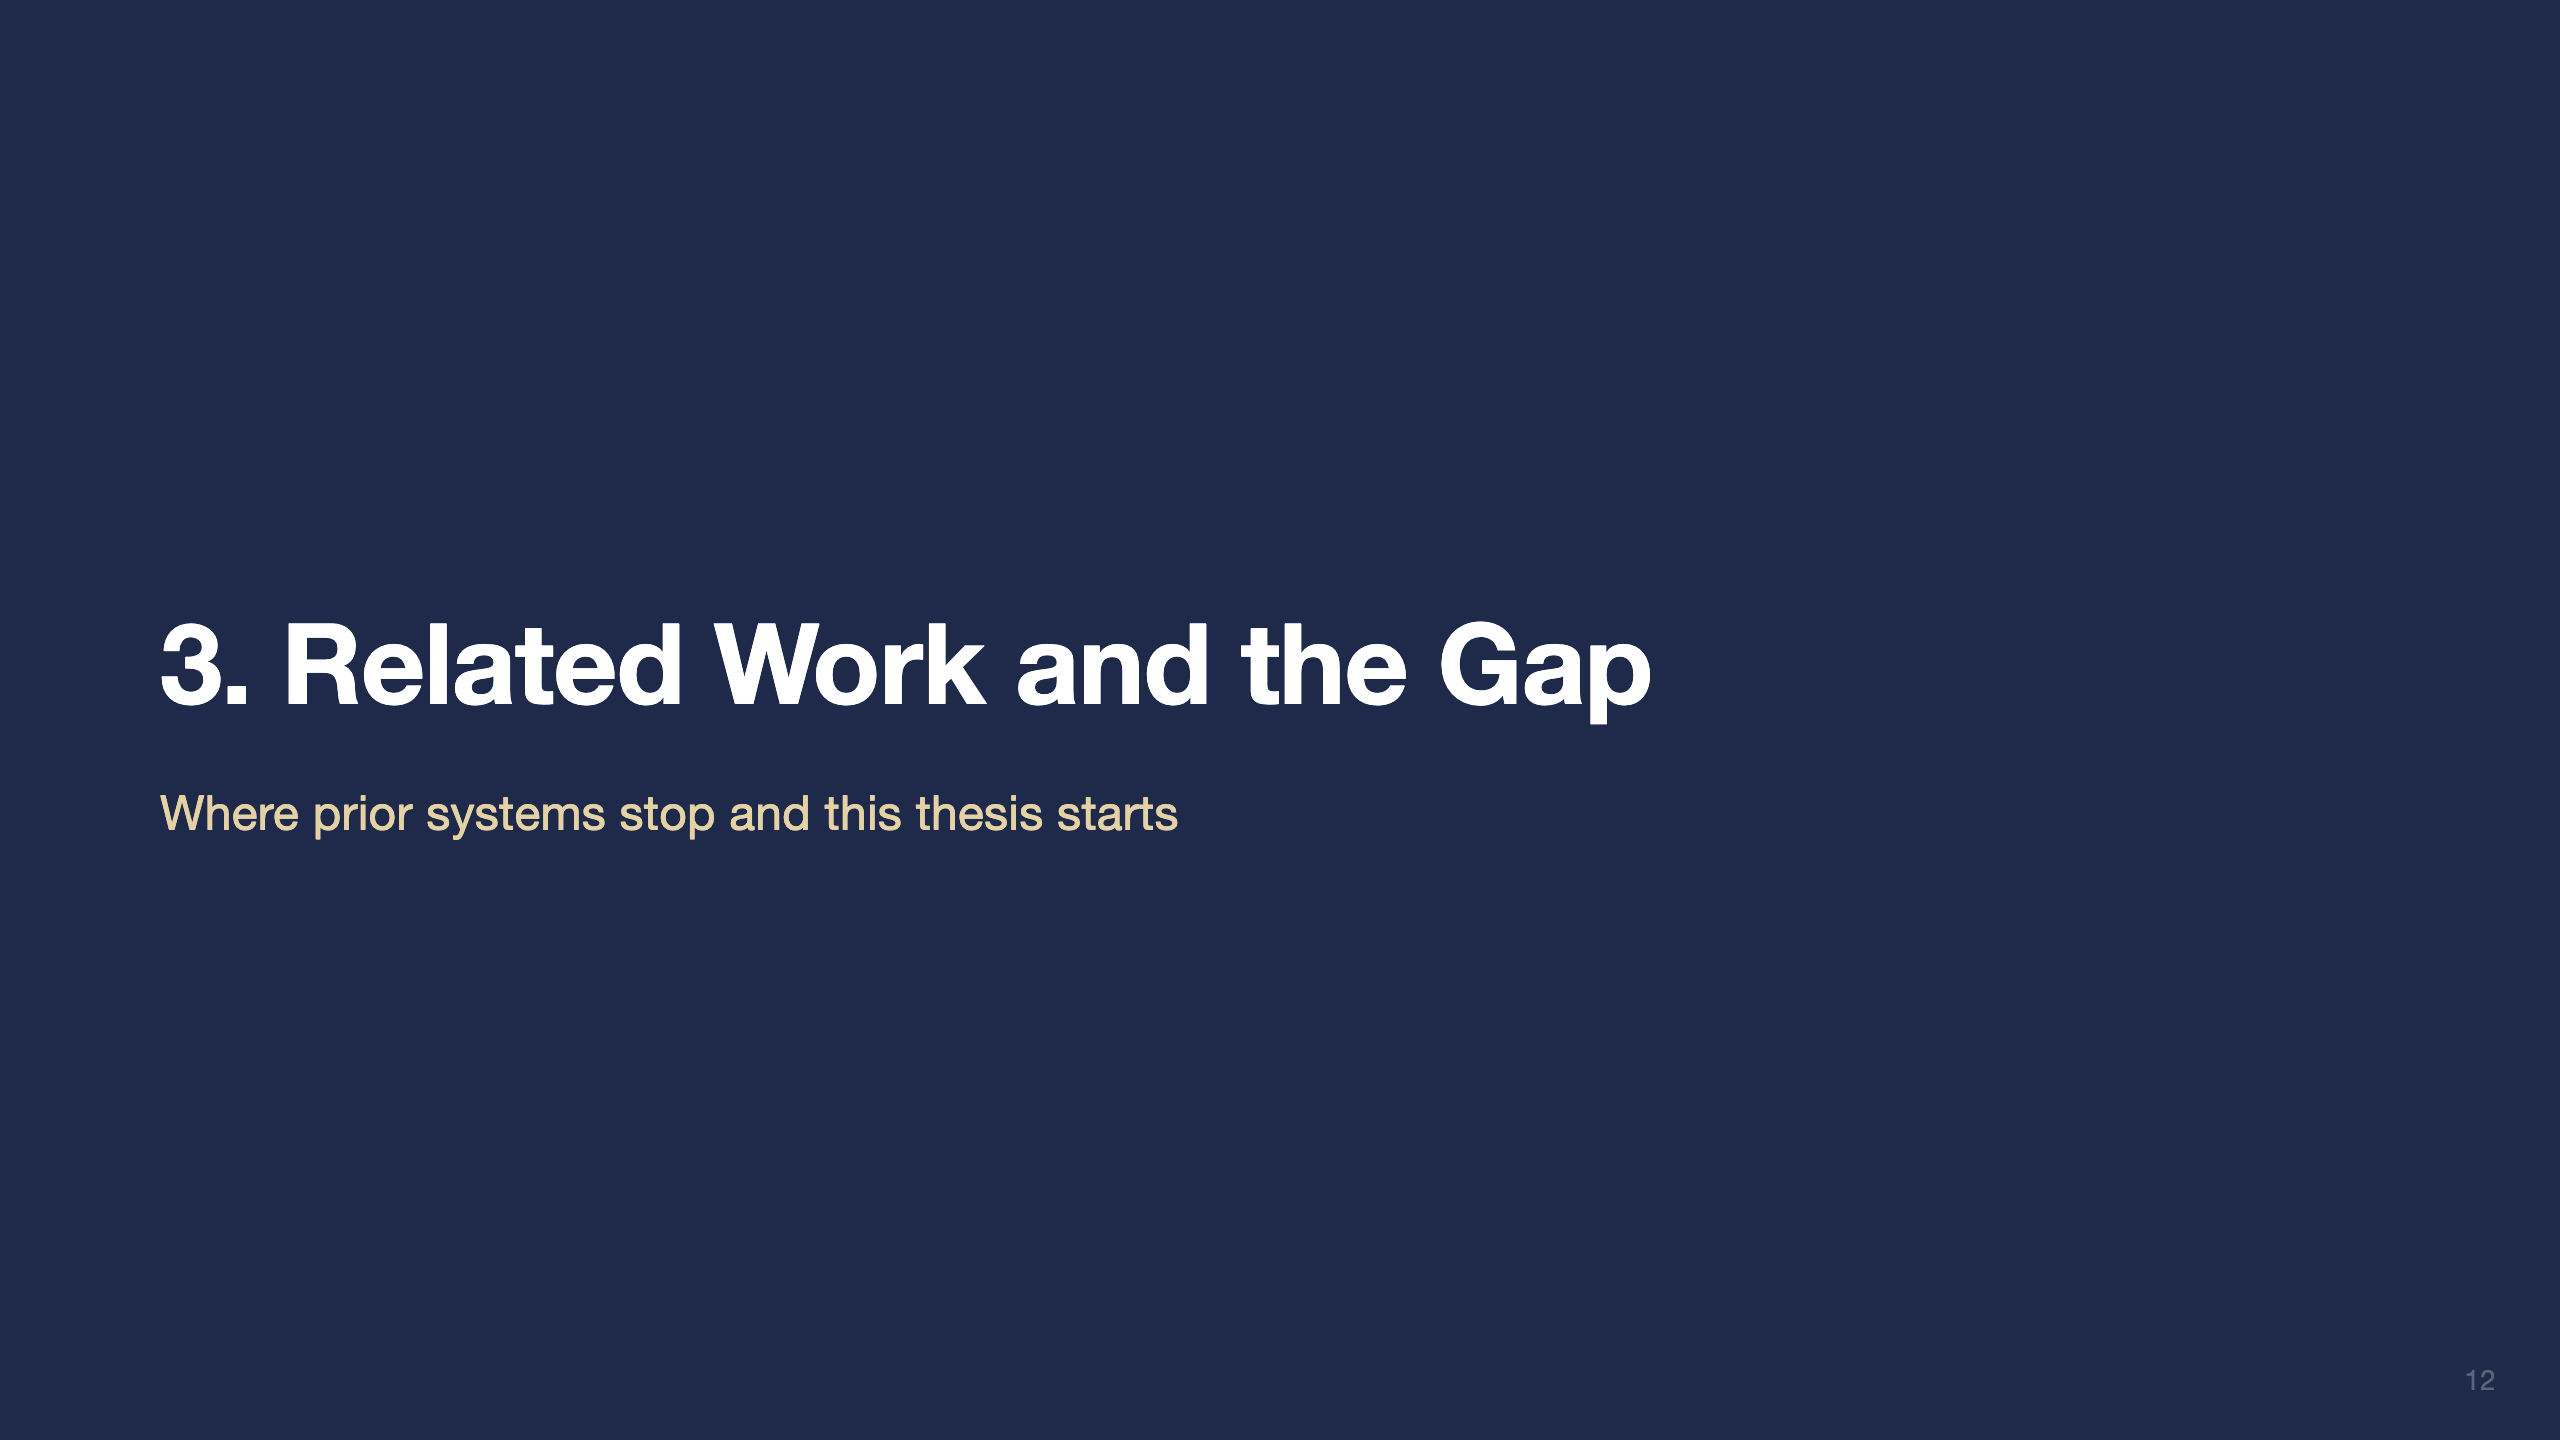 3. Related Work and the Gap
Where prior systems stop and this thesis starts
12